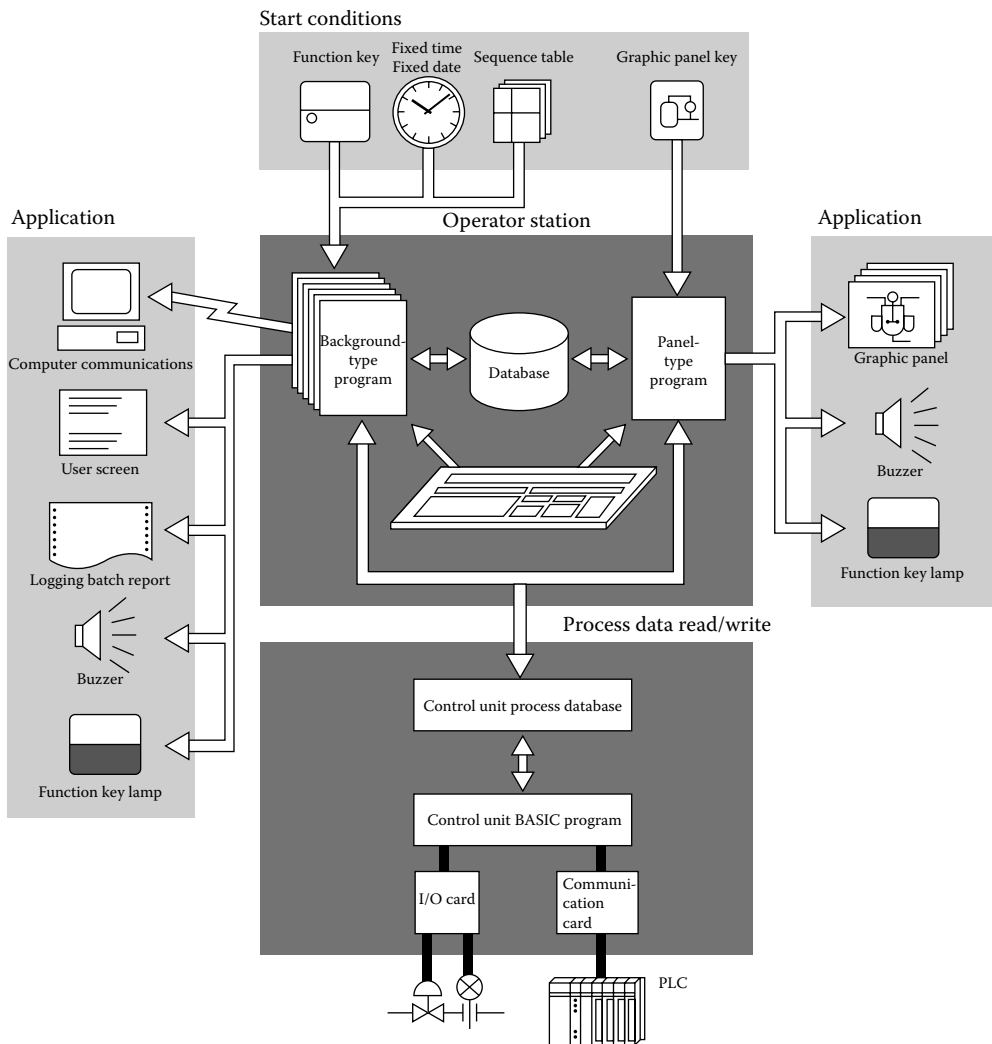 Start conditions
Function key
Fixed time
Fixed date
Sequence table
Graphic panel key
Application
Operator station
Application
Computer communications
User screen
Logging batch report
Buzzer
Function key lamp
Background-
type
program
Database
Panel-
type
program
Graphic panel
Buzzer
Function key lamp
Process data read/write
Control unit process database
Control unit BASIC program
I/O card
Communi-
cation
card
PLC